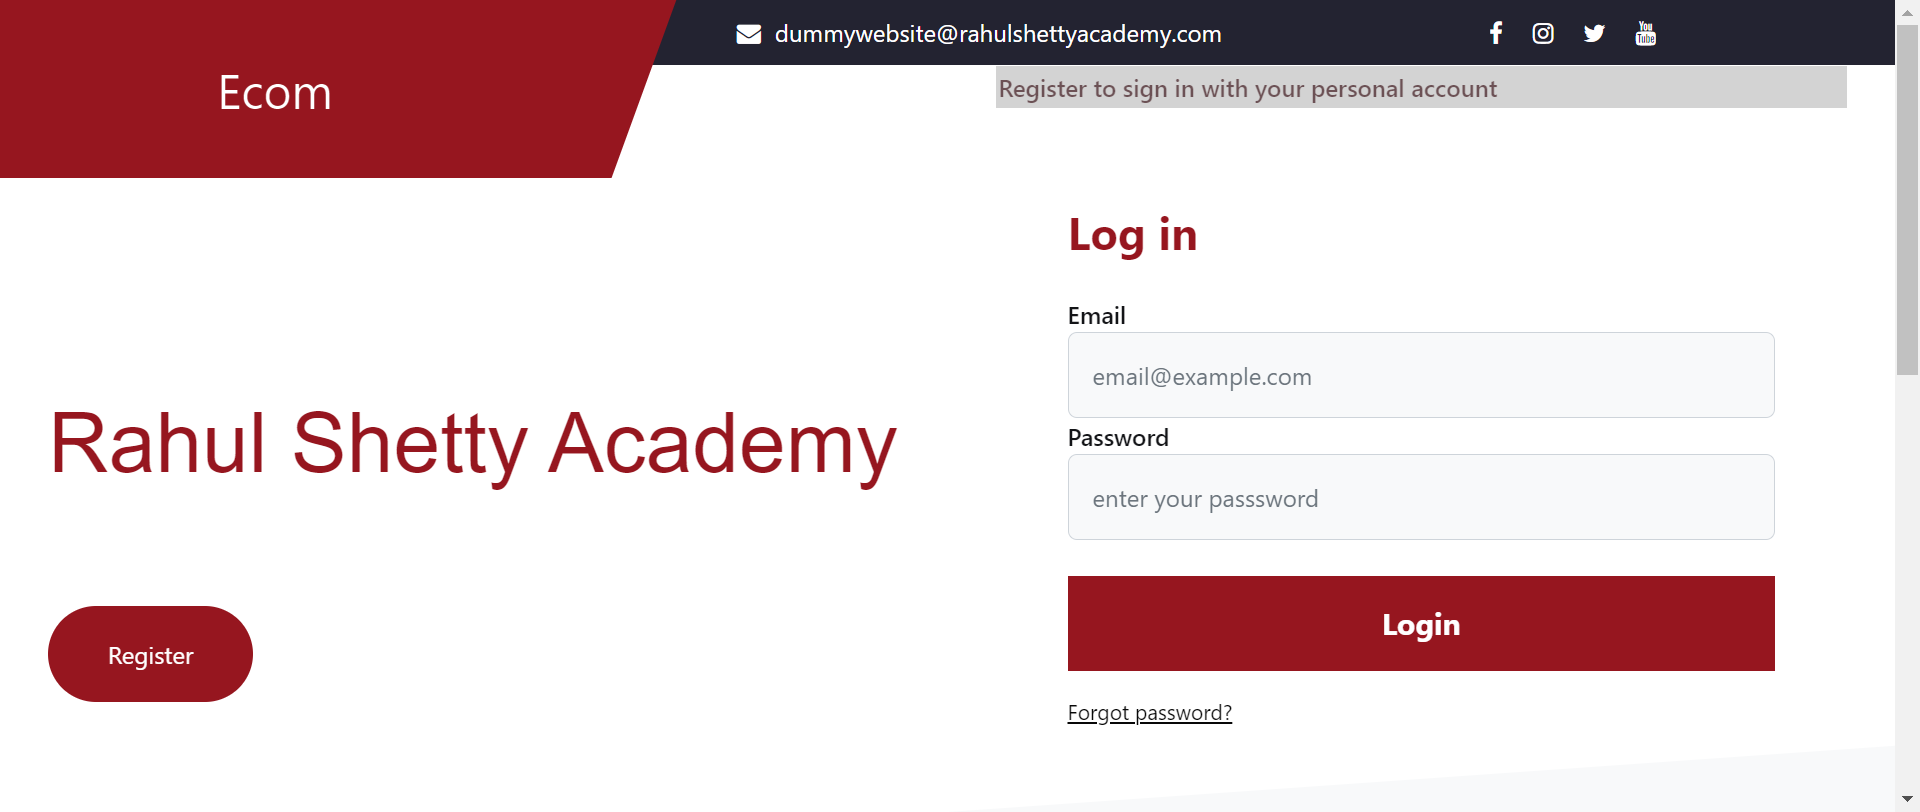 Ecom
dummywebsite@rahulshettyacademy.com
You Tube
Register to sign in with your personal account
Log in
Email
email@example.com
Password
enter your passsword
Login
Forgot password?
Rahul Shetty Academy
Register